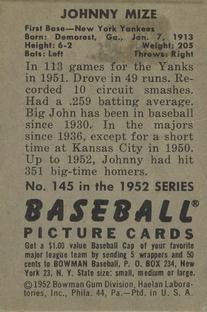 JOHNNY MIZE
First Base—New York Yankees
Born: Demorest, Ga., Jan. 7, 1913
Height: 6-2 Weight: 205
Bats: Left Throws: Right
In 113 games for the Yanks
in 1951. Drove in 49 runs. Rec-
orded 10 circuit smashes.
Had a .259 batting average.
Big John has been in baseball
since 1930. In the majors
since 1936, except for a short
time at Kansas City in 1950.
Up to 1952, Johnny had hit
351 big-time homers.
No. 145 in the 1952 SERIES
BASEBALL®
PICTURE CARDS
Get a $1.00 value Baseball Cap of your favorite
major league team by sending 5 wrappers and 50
cents to BOWMAN Baseball, P. O. BOX 234, New
York 23, N. Y. State size: small, medium or large.
©1952 Bowman Gum Division, Haelan Labora-
tories, Inc., Phila. 44, Pa.—Ptd. in U. S. A.